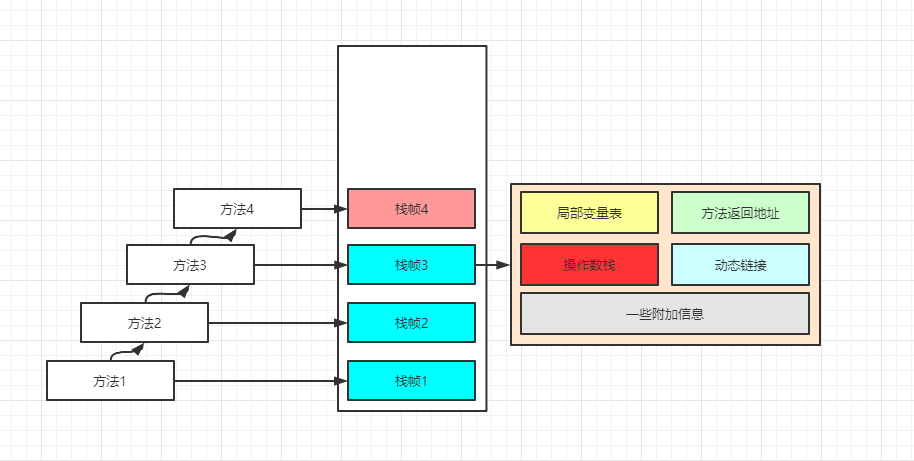 方法4
栈帧4
局部变量表
方法返回地址
方法3
栈帧3
操作数栈
动态链接
方法2
栈帧2
一些附加信息
方法1
栈帧1